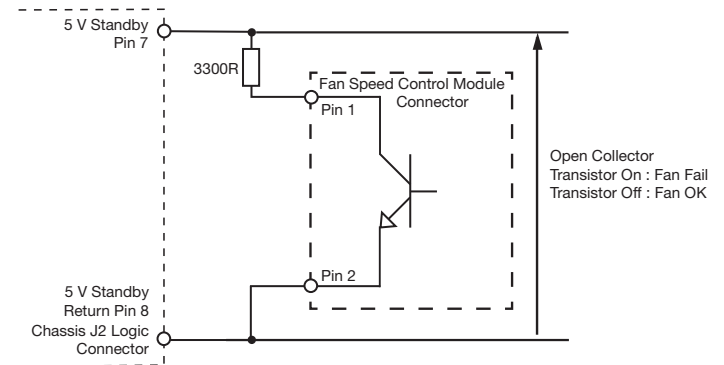 5 V Standby
Pin 7
3300R
Fan Speed Control Module
Connector
Pin 1
Open Collector
Transistor On : Fan Fail
Transistor Off : Fan OK
Pin 2
5 V Standby
Return Pin 8
Chassis J2 Logic
Connector